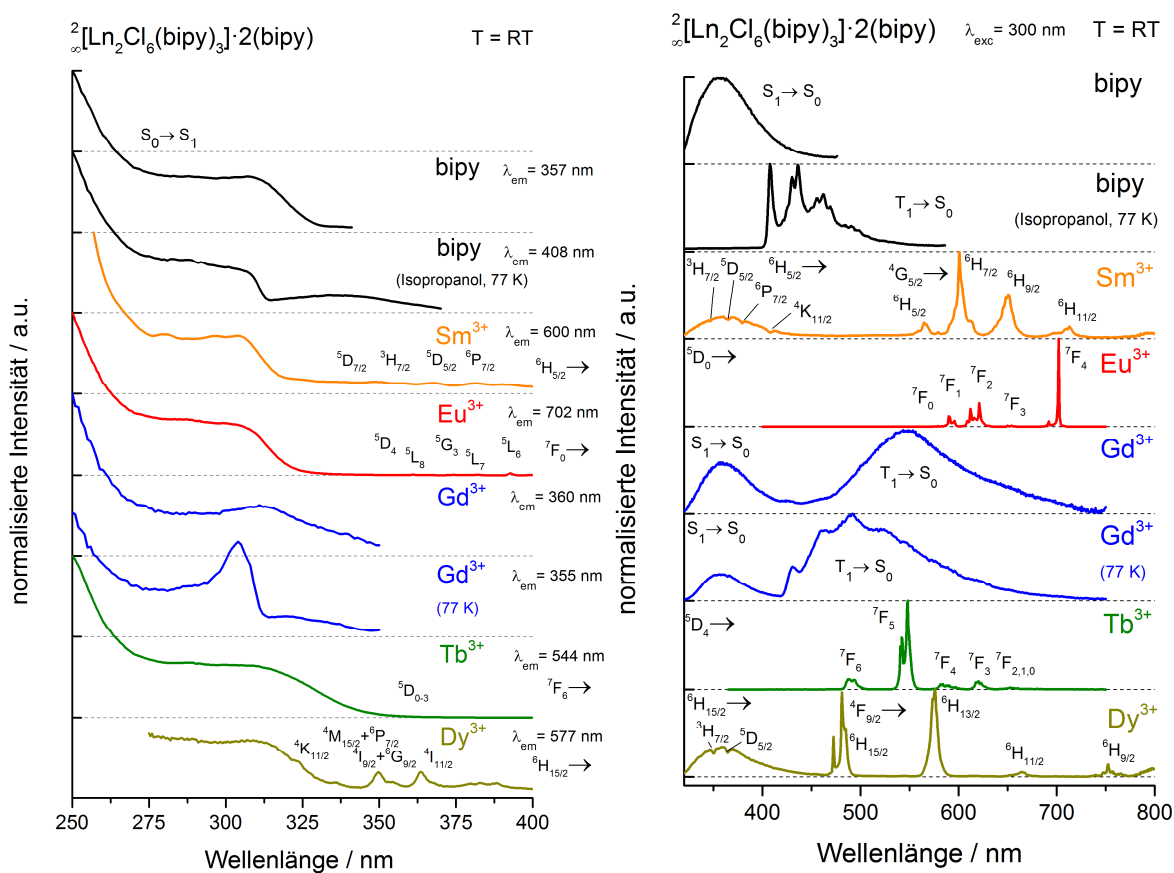 ²∞[Ln₂Cl₆(bipy)₃]·2(bipy) T = RT
S₀→S₁
bipy λem= 357 nm
bipy λem= 408 nm
(Isopropanol, 77 K)
Sm³⁺ λem= 600 nm
⁵D₇/₂ ³H₇/₂ ⁵D₅/₂ ⁶P₇/₂ ⁶H₅/₂→
Eu³⁺ λem= 702 nm
⁵D₄ ⁵L₈ ⁵G₃ ⁵L₇ ⁵L₆ ⁷F₀→
Gd³⁺ λem= 360 nm
Gd³⁺ λem= 355 nm
(77 K)
Tb³⁺ λem= 544 nm
⁵D₀₋₃ ⁷F₆→
Dy³⁺ λem= 577 nm
⁴M₁₅/₂+⁶P₇/₂
⁴K₁₁/₂ ⁴I₉/₂+⁶G₉/₂ ⁴I₁₁/₂ ⁶H₁₅/₂→
250 275 300 325 350 375 400
Wellenlänge / nm
normalisierte Intensität / a.u.
²∞[Ln₂Cl₆(bipy)₃]·2(bipy) λexc= 300 nm T = RT
bipy
S₁→S₀
bipy
T₁→S₀
(Isopropanol, 77 K)
³H₇/₂ ⁵D₅/₂ ⁶H₅/₂→ ⁴G₅/₂→ ⁶H₇/₂ Sm³⁺
⁶P₇/₂ ⁶H₉/₂
⁴K₁₁/₂ ⁶H₅/₂ ⁶H₁₁/₂
⁵D₀→ ⁷F₄ Eu³⁺
⁷F₀ ⁷F₁ ⁷F₂ ⁷F₃
S₁→S₀ Gd³⁺
T₁→S₀
S₁→S₀ Gd³⁺
T₁→S₀ (77 K)
⁵D₄→ ⁷F₅ Tb³⁺
⁷F₆ ⁷F₄ ⁷F₃ ⁷F₂,₁,₀
⁶H₁₅/₂→ ⁴F₉/₂→ ⁶H₁₃/₂ Dy³⁺
³H₇/₂ ⁵D₅/₂ ⁶H₁₅/₂ ⁶H₁₁/₂ ⁶H₉/₂
400 500 600 700 800
Wellenlänge / nm
normalisierte Intensität / a.u.